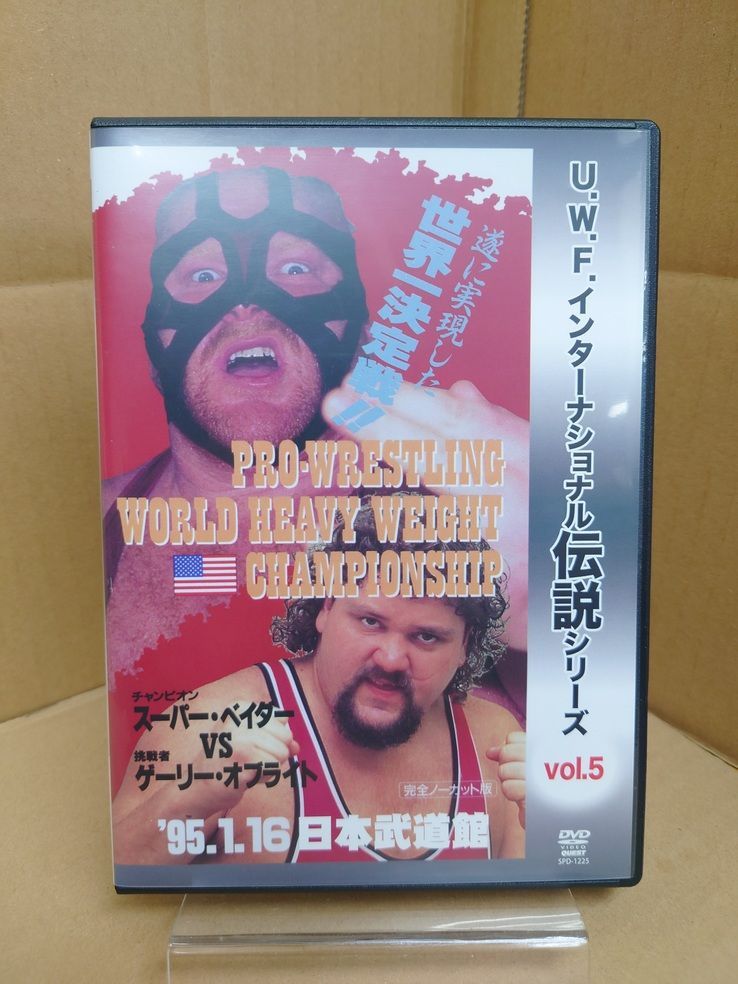 U.W.F.インターナショナル伝説シリーズ
vol.5
遂に実現した
世界一決定戦!!
PRO-WRESTLING
WORLD HEAVY WEIGHT
CHAMPIONSHIP
チャンピオン
スーパー・ベイダー
VS
挑戦者
ゲーリー・オブライト
完全ノーカット版
'95.1.16 日本武道館
DVD
VIDEO
QUEST
SPD-1225